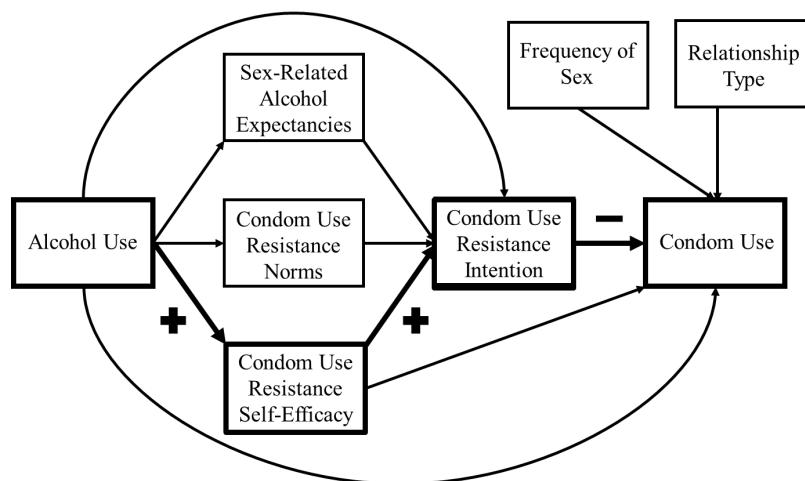 Frequency of
Sex
Relationship
Type
Sex-Related
Alcohol
Expectancies
Alcohol Use
Condom Use
Resistance
Norms
Condom Use
Resistance
Intention
Condom Use
Condom Use
Resistance
Self-Efficacy
+
+
−